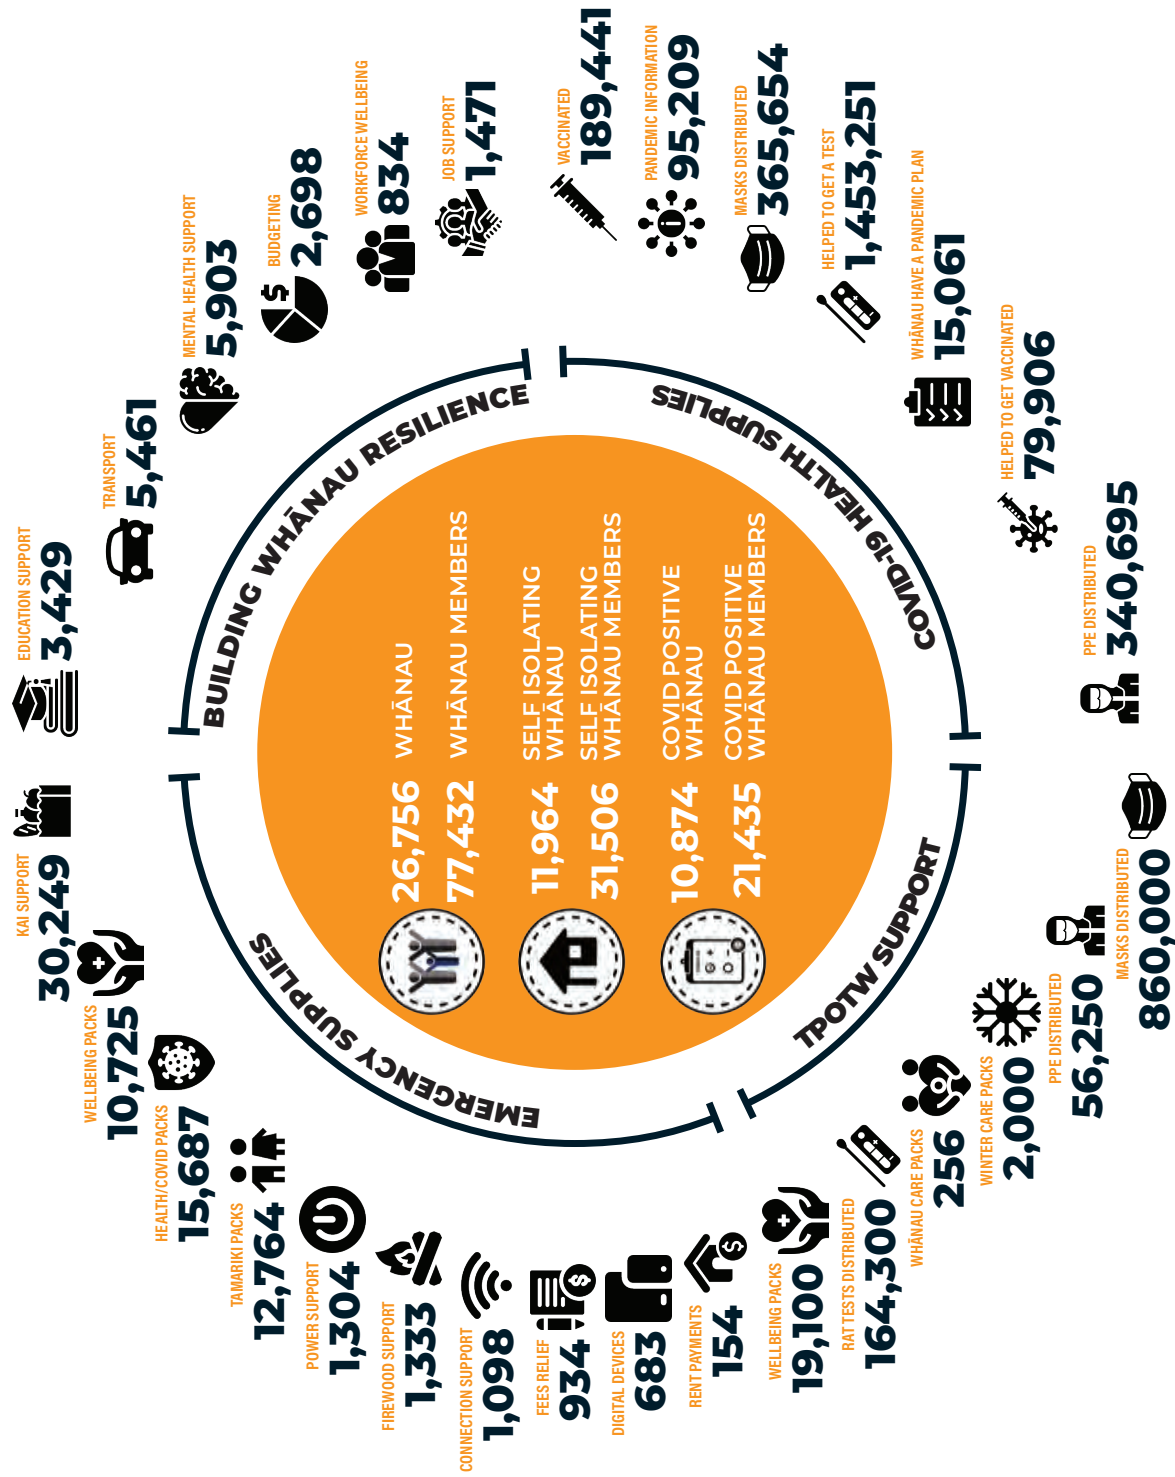 KAI SUPPORT
30,249
WELLBEING PACKS
10,725
HEALTH/COVID PACKS
15,687
TAMARIKI PACKS
12,764
POWER SUPPORT
1,304
FIREWOOD SUPPORT
1,333
CONNECTION SUPPORT
1,098
FEES RELIEF
934
DIGITAL DEVICES
683
RENT PAYMENTS
154
EMERGENCY SUPPLIES
EDUCATION SUPPORT
3,429
TRANSPORT
5,461
MENTAL HEALTH SUPPORT
5,903
BUDGETING
2,698
WORKFORCE WELLBEING
834
JOB SUPPORT
1,471
BUILDING WHĀNAU RESILIENCE
26,756 WHĀNAU
77,432 WHĀNAU MEMBERS
11,964 SELF ISOLATING
WHĀNAU
31,506 SELF ISOLATING
WHĀNAU MEMBERS
10,874 COVID POSITIVE
WHĀNAU
21,435 COVID POSITIVE
WHĀNAU MEMBERS
VACCINATED
189,441
PANDEMIC INFORMATION
95,209
MASKS DISTRIBUTED
365,654
HELPED TO GET A TEST
1,453,251
WHĀNAU HAVE A PANDEMIC PLAN
15,061
HELPED TO GET VACCINATED
79,906
PPE DISTRIBUTED
340,695
COVID-19 HEALTH SUPPLIES
WELLBEING PACKS
19,100
RAT TESTS DISTRIBUTED
164,300
WHĀNAU CARE PACKS
256
WINTER CARE PACKS
2,000
PPE DISTRIBUTED
56,250
MASKS DISTRIBUTED
860,000
TPOTW SUPPORT